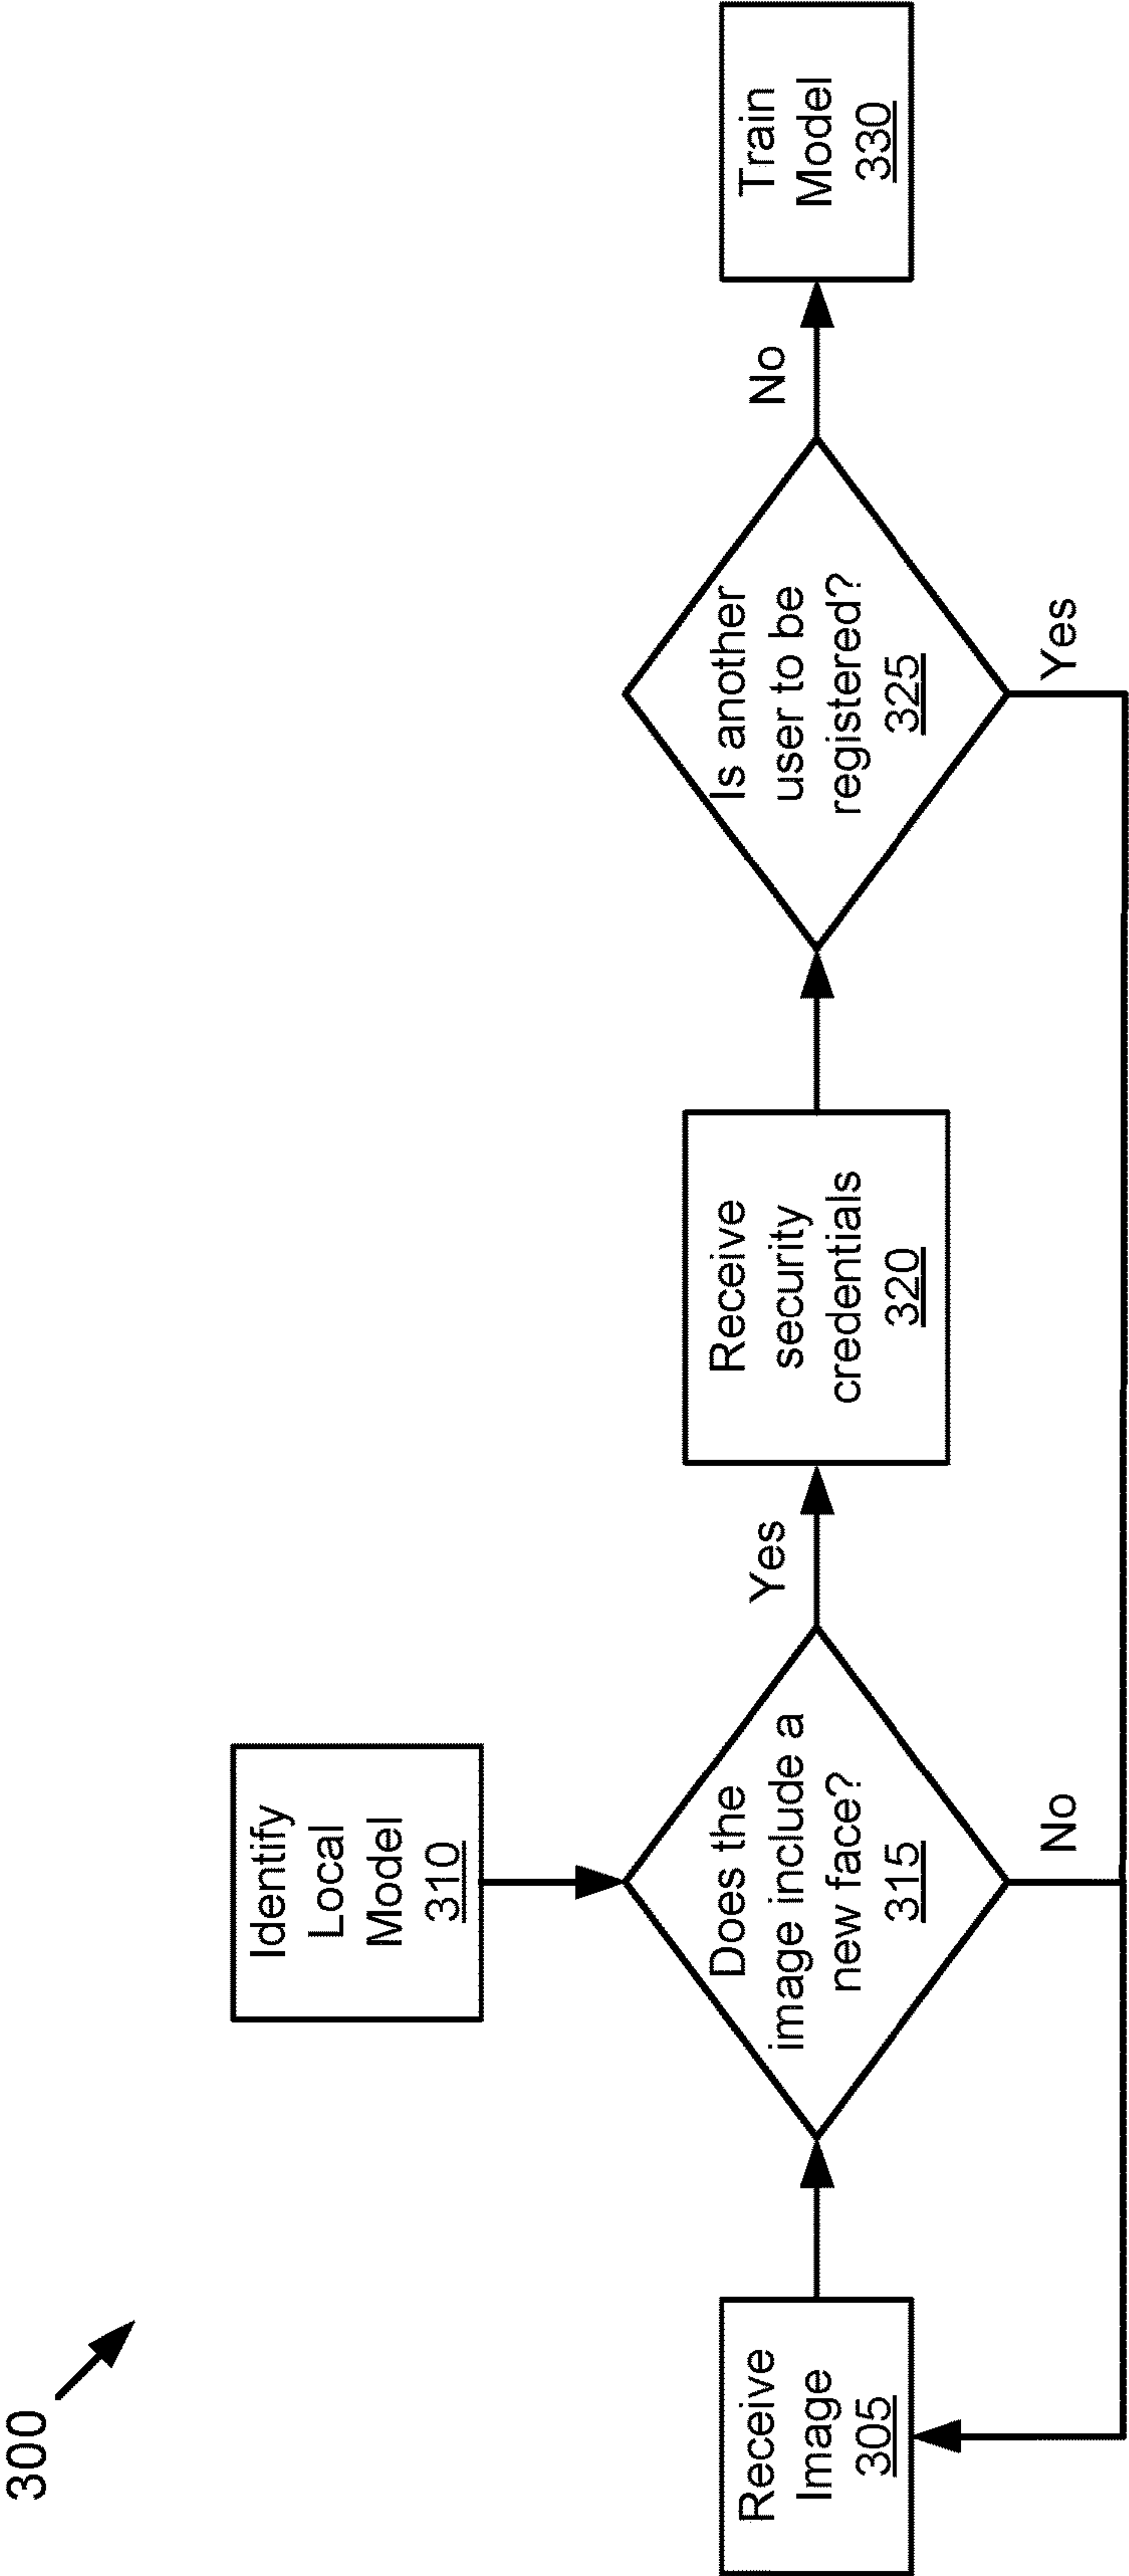 300
Receive
Image
305
Identify
Local
Model
310
Does the
image include a
new face?
315
No
Yes
Receive
security
credentials
320
Is another
user to be
registered?
325
Yes
No
Train
Model
330